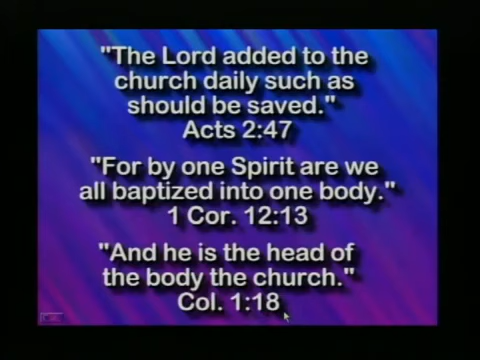 "The Lord added to the
church daily such as
should be saved."
Acts 2:47
"For by one Spirit are we
all baptized into one body."
1 Cor. 12:13
"And he is the head of
the body the church."
Col. 1:18